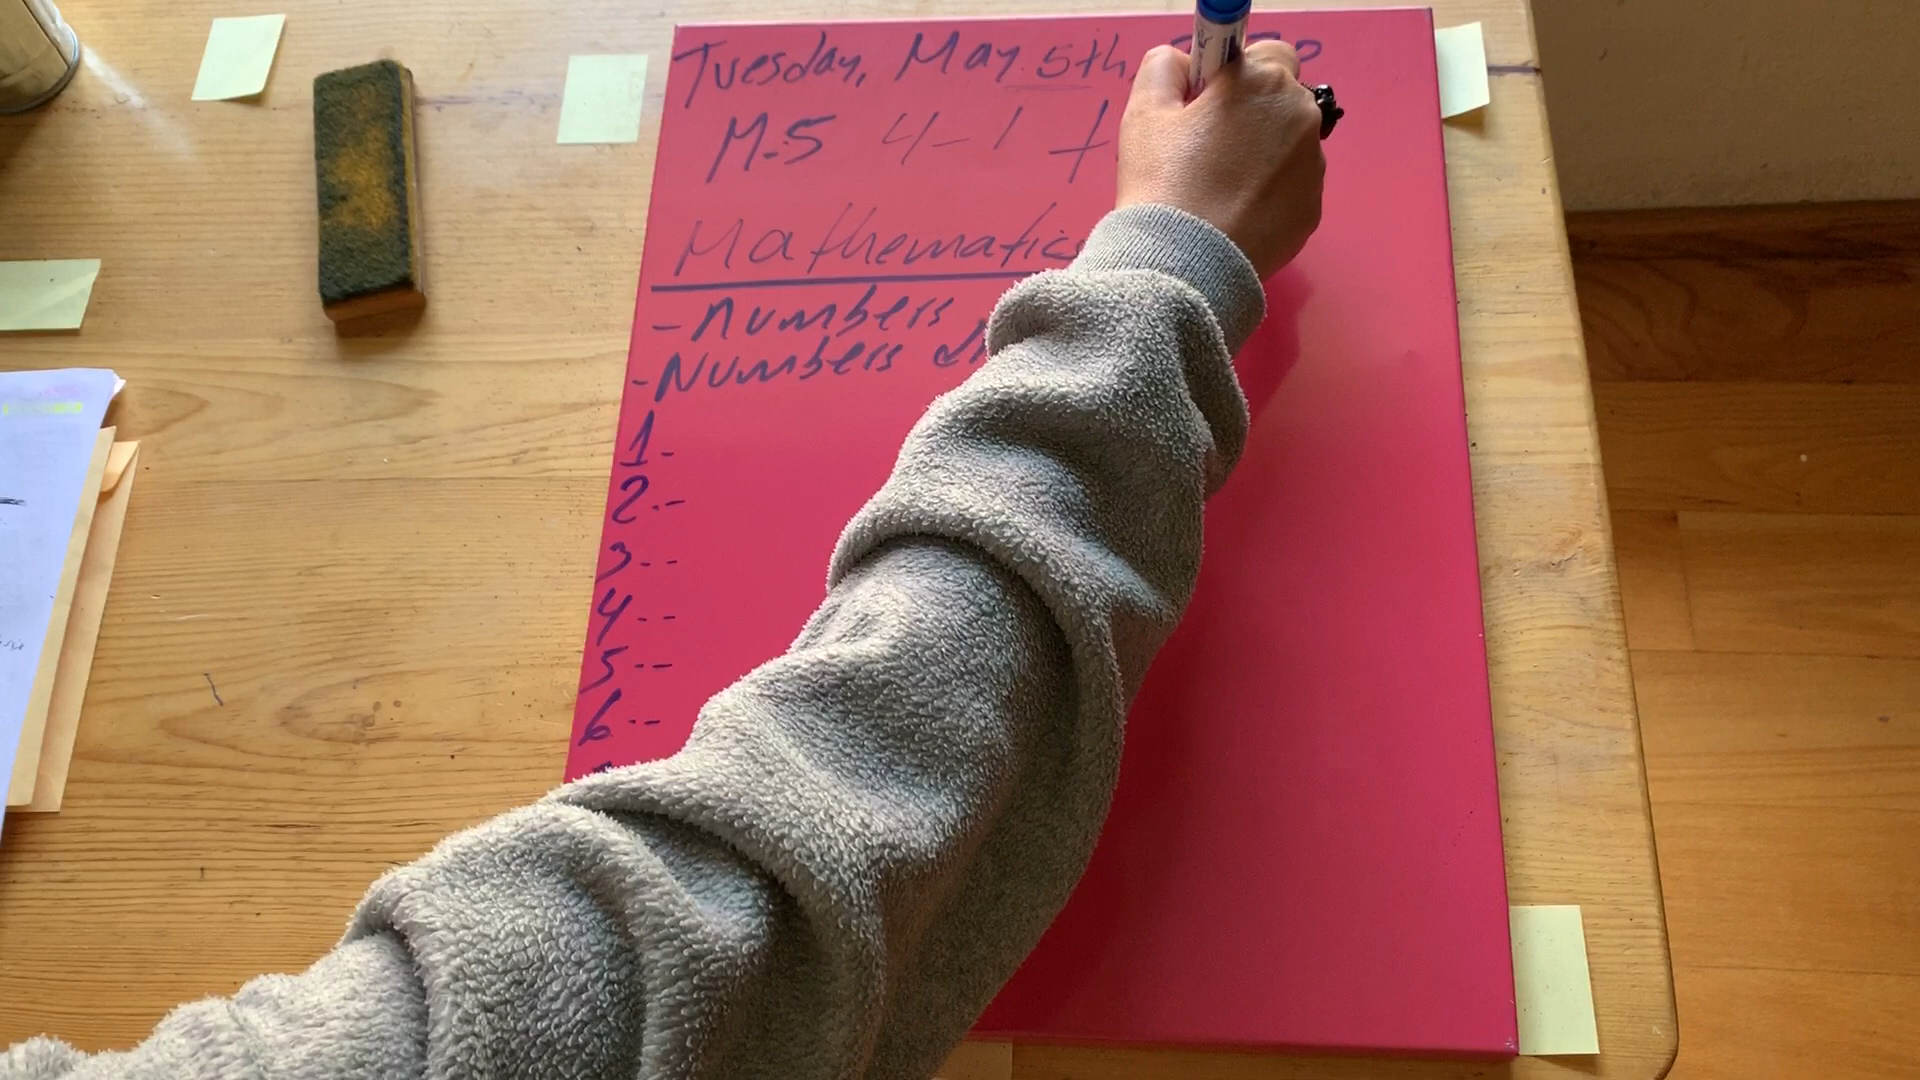 Tuesday, May 5th,
M.5 4-1
Mathematics
- Numbers
- Numbers
1.-
2.-
3.-
4.-
5.-
6.-